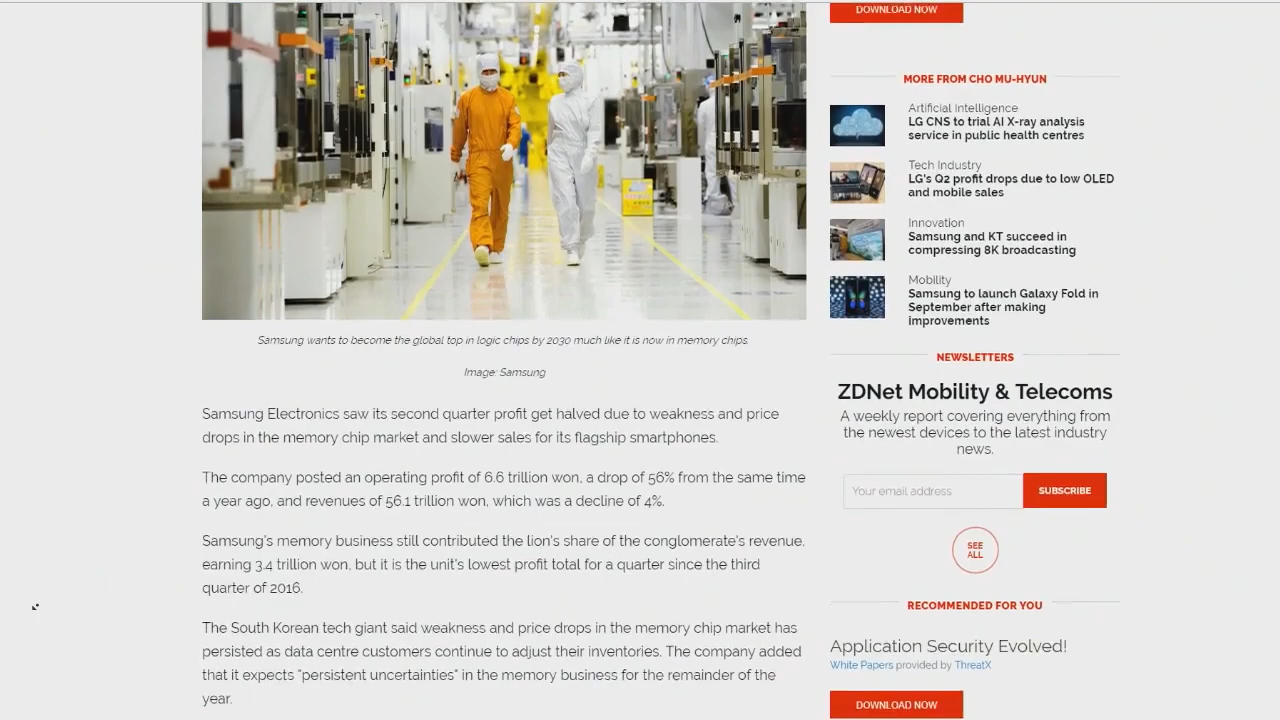 Samsung wants to become the global top in logic chips by 2030 much like it is now in memory chips.
Image: Samsung
Samsung Electronics saw its second quarter profit get halved due to weakness and price
drops in the memory chip market and slower sales for its flagship smartphones.
The company posted an operating profit of 6.6 trillion won, a drop of 56% from the same time
a year ago, and revenues of 56.1 trillion won, which was a decline of 4%.
Samsung's memory business still contributed the lion's share of the conglomerate's revenue,
earning 3.4 trillion won, but it is the unit's lowest profit total for a quarter since the third
quarter of 2016.
The South Korean tech giant said weakness and price drops in the memory chip market has
persisted as data centre customers continue to adjust their inventories. The company added
that it expects "persistent uncertainties" in the memory business for the remainder of the
year.
DOWNLOAD NOW
MORE FROM CHO MU-HYUN
Artificial Intelligence
LG CNS to trial AI X-ray analysis
service in public health centres
Tech Industry
LG's Q2 profit drops due to low OLED
and mobile sales
Innovation
Samsung and KT succeed in
compressing 8K broadcasting
Mobility
Samsung to launch Galaxy Fold in
September after making
improvements
NEWSLETTERS
ZDNet Mobility & Telecoms
A weekly report covering everything from
the newest devices to the latest industry
news.
Your email address
SUBSCRIBE
SEE
ALL
RECOMMENDED FOR YOU
Application Security Evolved!
White Papers provided by ThreatX
DOWNLOAD NOW